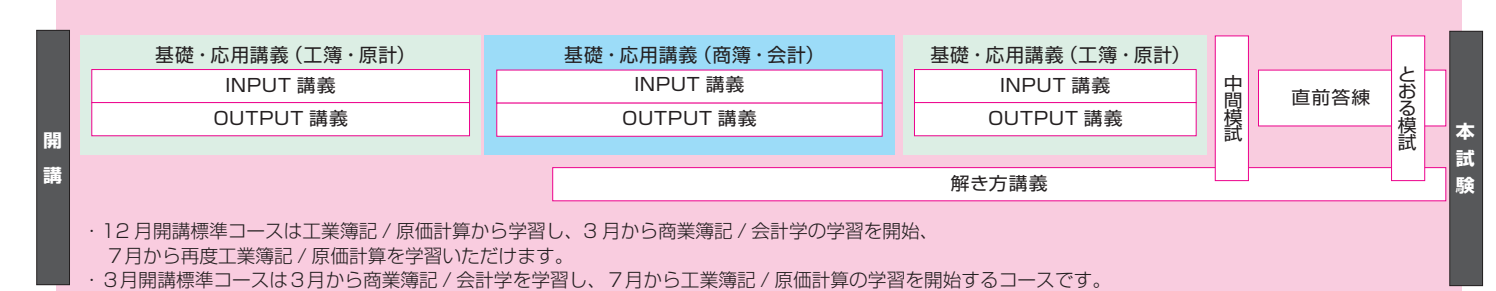 開講
基礎・応用講義（工簿・原計）
INPUT 講義
OUTPUT 講義
基礎・応用講義（商簿・会計）
INPUT 講義
OUTPUT 講義
基礎・応用講義（工簿・原計）
INPUT 講義
OUTPUT 講義
中間模試
直前答練
とおる模試
本試験
解き方講義
・12 月開講標準コースは工業簿記 / 原価計算から学習し、3 月から商業簿記 / 会計学の学習を開始、
７月から再度工業簿記 / 原価計算を学習いただけます。
・３月開講標準コースは３月から商業簿記 / 会計学を学習し、７月から工業簿記 / 原価計算の学習を開始するコースです。